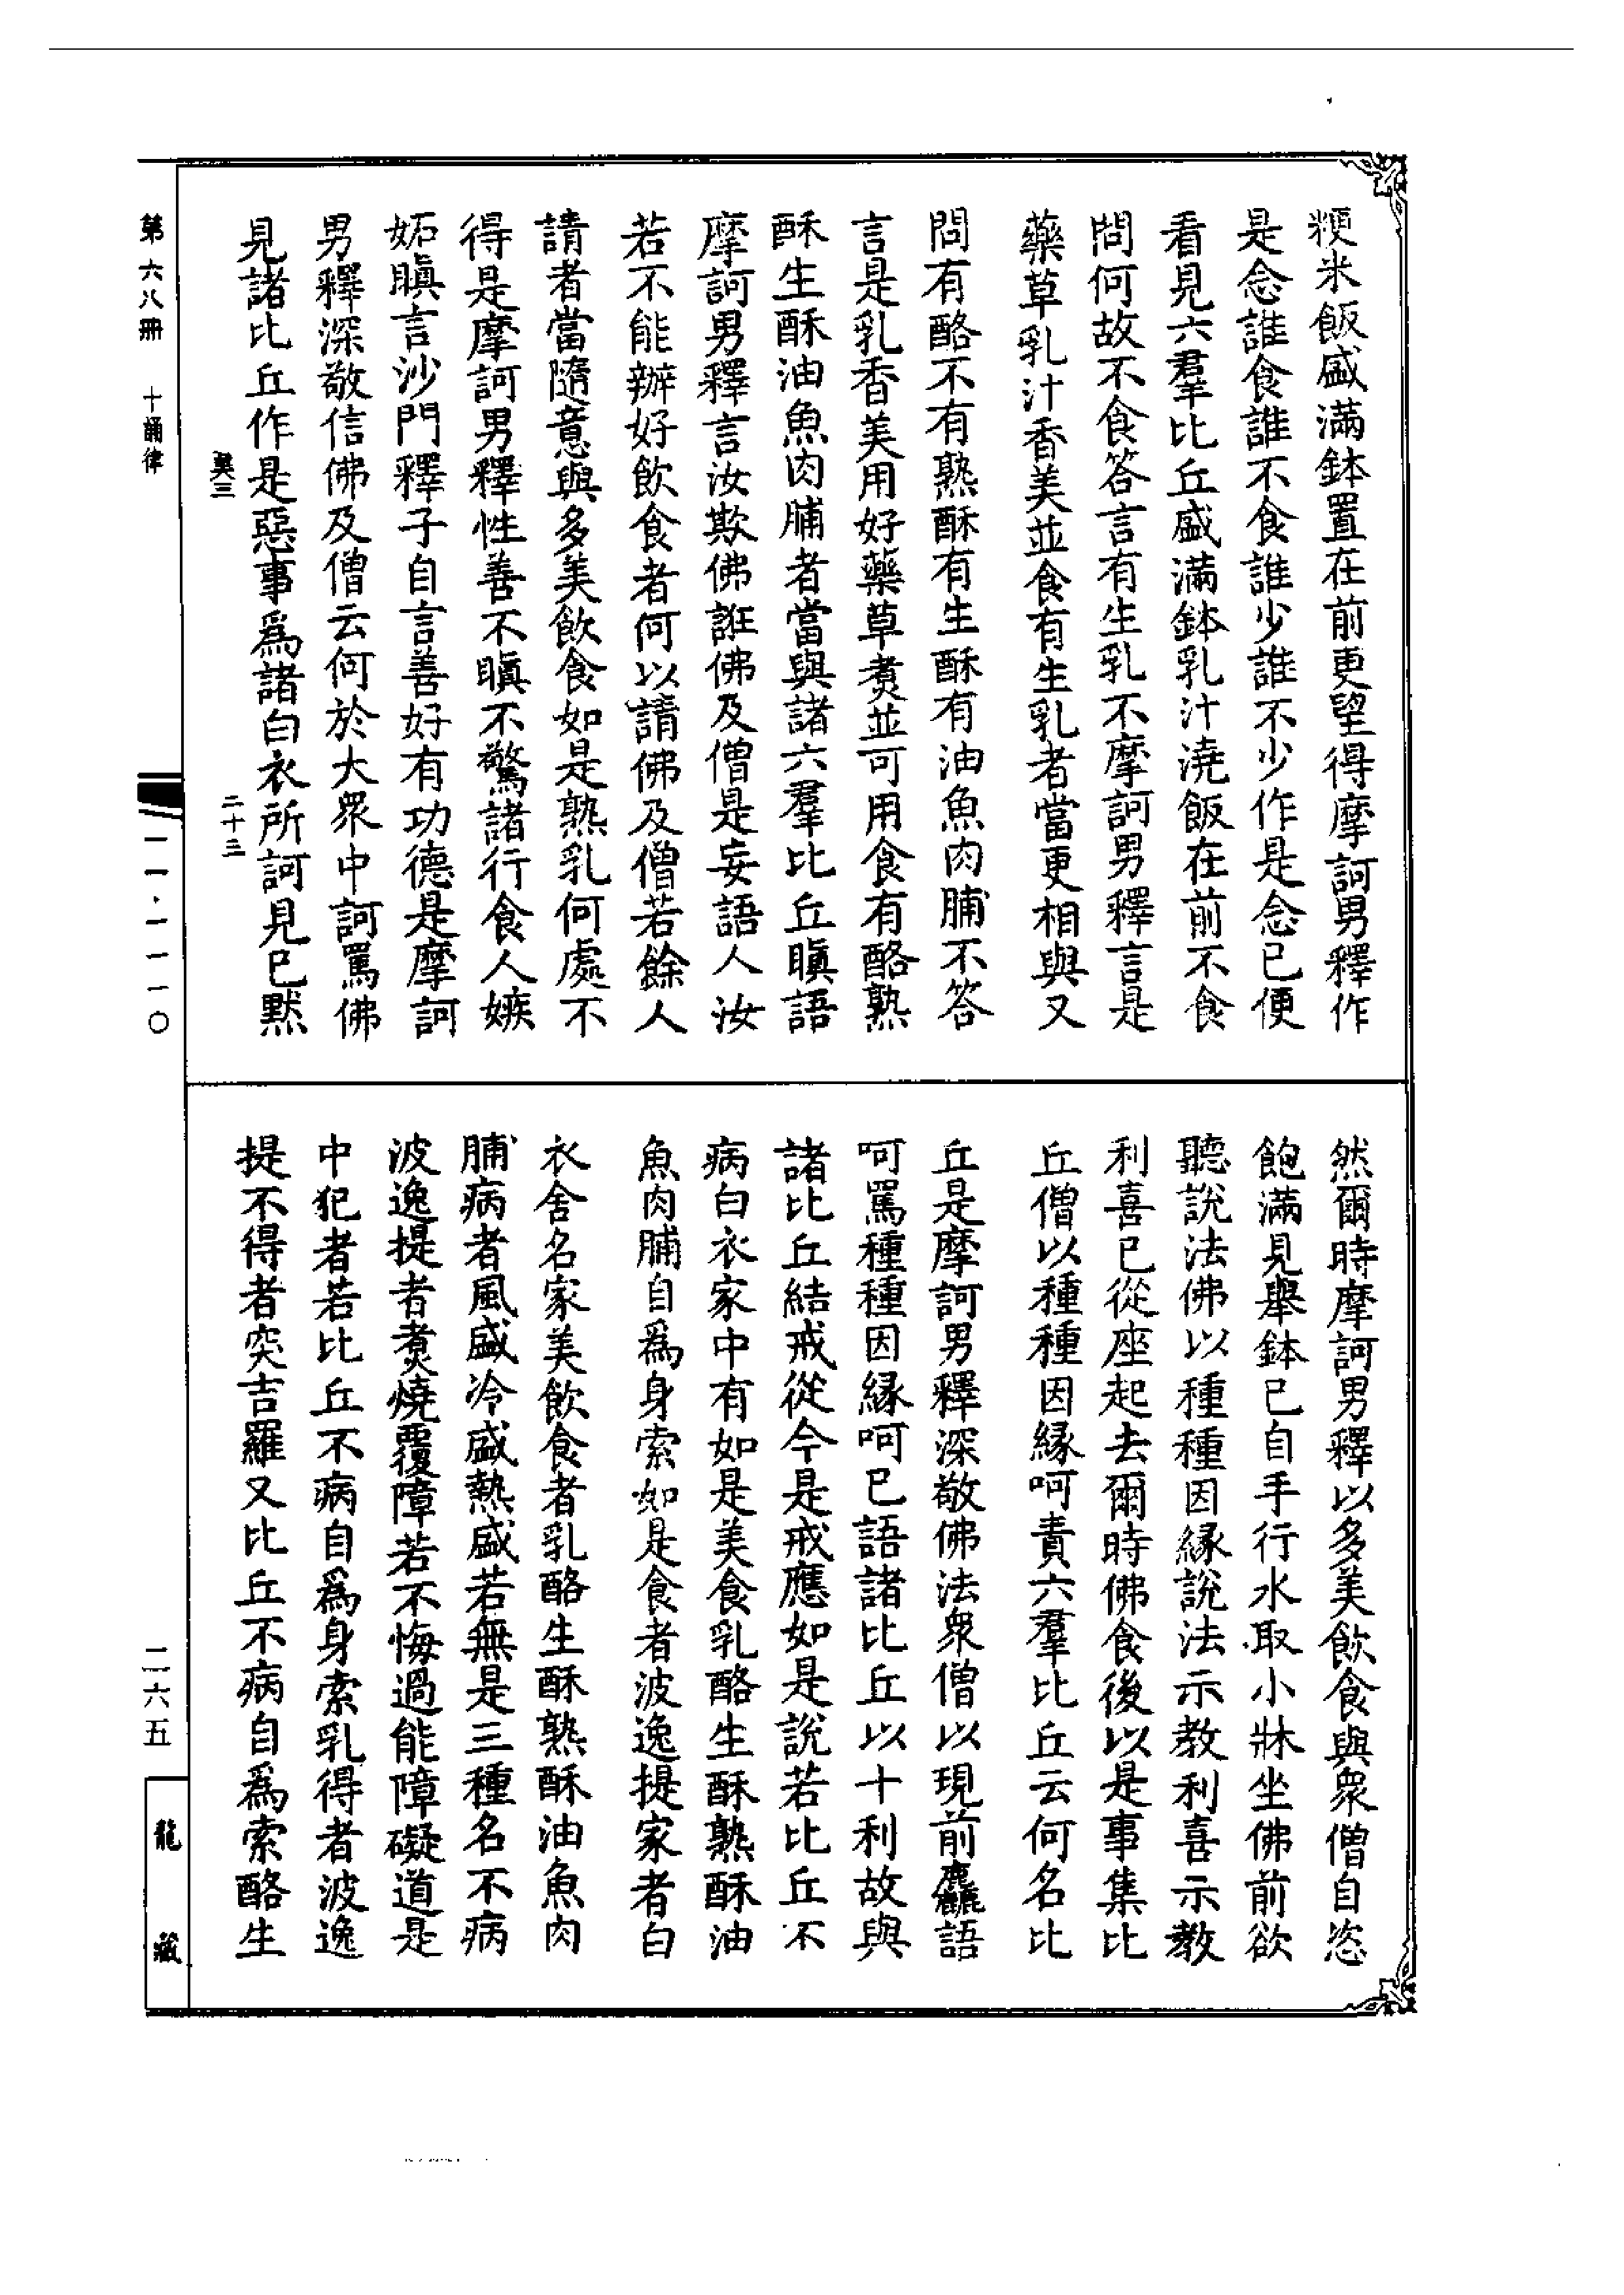 粳米飯盛滿鉢置在前更望得摩訶男釋作
是念誰食誰不食誰少誰不少作是念已便
看見六羣比丘盛滿鉢乳汁澆飯在前不食
問何故不食答言有生乳不摩訶男釋言是
藥草乳汁香美並食有生乳者當更相與又
問有酪不有熟酥有生酥有油魚肉脯不答
言是乳香美用好藥草煑並可用食有酪熟
酥生酥油魚肉脯者當與諸六羣比丘瞋語
摩訶男釋言汝欺佛誑佛及僧是妄語人汝
若不能辦好飲食者何以請佛及僧若餘人
請者當隨意與多美飲食如是熟乳何處不
得是摩訶男釋性善不瞋不驚諸行食人嫉
妬瞋言沙門釋子自言善好有功德是摩訶
男釋深敬信佛及僧云何於大眾中訶罵佛
見諸比丘作是惡事爲諸白衣所訶見已黙
然爾時摩訶男釋以多美飲食與衆僧自恣
飽滿見舉鉢已自手行水取小牀坐佛前欲
聽說法佛以種種因緣說法示教利喜示教
利喜已從座起去爾時佛食後以是事集比
丘僧以種種因緣呵責六羣比丘云何名比
丘是摩訶男釋深敬佛法衆僧以現前麤語
呵罵種種因緣呵已語諸比丘以十利故與
諸比丘結戒從今是戒應如是說若比丘不
病白衣家中有如是美食乳酪生酥熟酥油
魚肉脯自爲身索如是食者波逸提家者白
衣舍名家美飲食者乳酪生酥熟酥油魚肉
脯病者風盛冷盛熱盛若無是三種名不病
波逸提者煑燒覆障若不悔過能障礙道是
中犯者若比丘不病自爲身索乳得者波逸
提不得者突吉羅又比丘不病自爲索酪生
第六八冊 十誦律
奨三
二十三
一一·一一一〇
二六五
龍藏